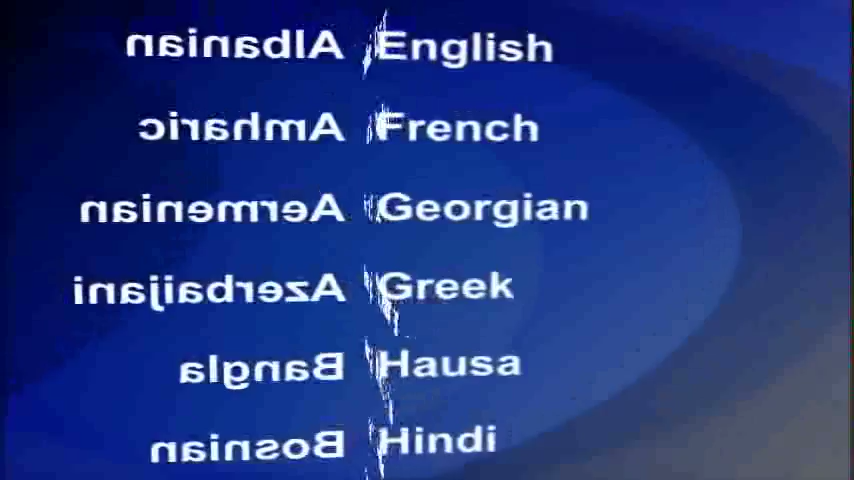 Albanian English
Amharic French
Aermenian Georgian
Azerbaijani Greek
Bangla Hausa
Bosnian Hindi